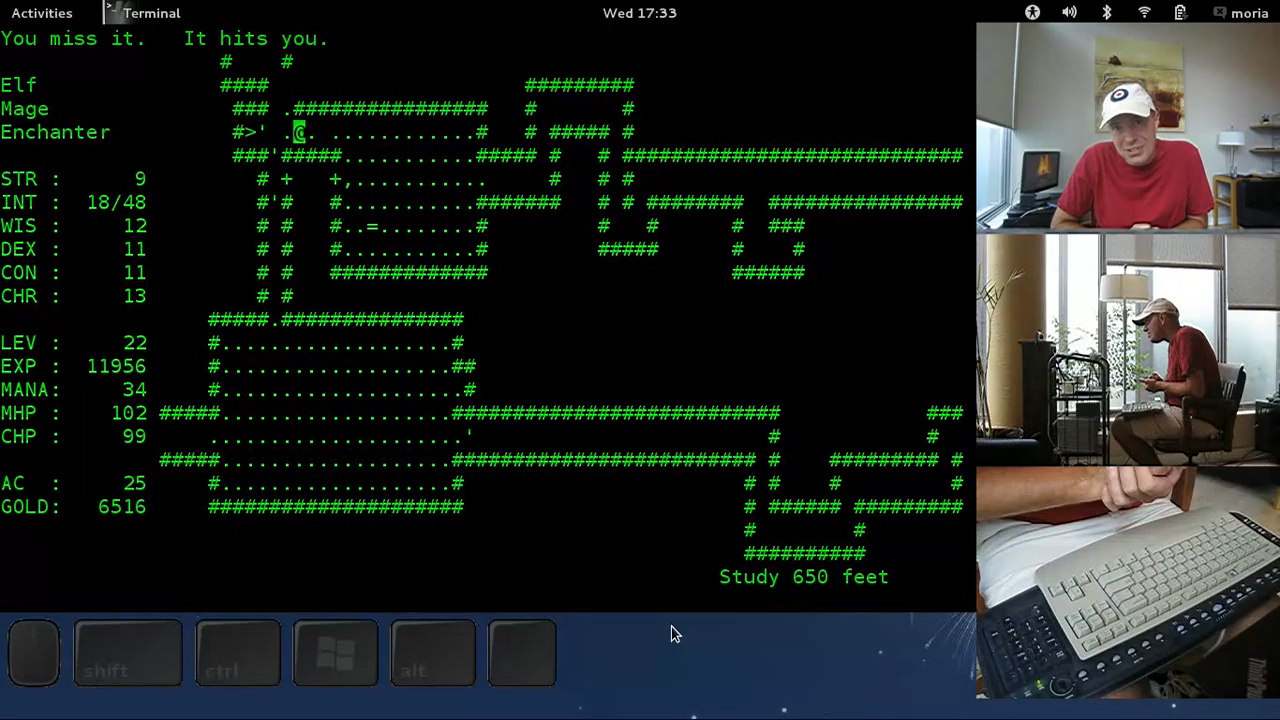 Activities Terminal Wed 17:33 moria
You miss it. It hits you.
Elf
Mage
Enchanter
STR : 9
INT : 18/48
WIS : 12
DEX : 11
CON : 11
CHR : 13
LEV : 22
EXP : 11956
MANA: 34
MHP : 102
CHP : 99
AC : 25
GOLD: 6516
Study 650 feet
shift ctrl alt